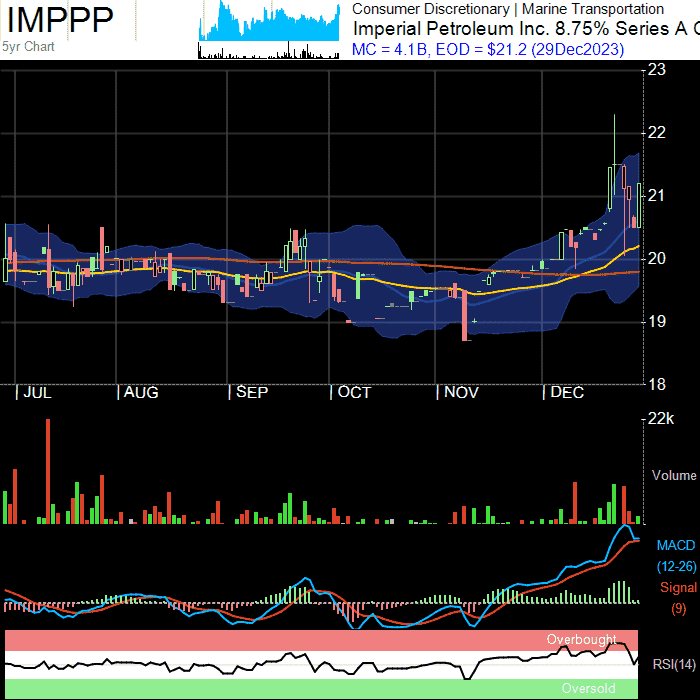 IMPPP
5yr Chart
Consumer Discretionary | Marine Transportation
Imperial Petroleum Inc. 8.75% Series A C
MC = 4.1B, EOD = $21.2 (29Dec2023)
23
22
21
20
19
18
JUL
AUG
SEP
OCT
NOV
DEC
22k
Volume
MACD
(12-26)
Signal
(9)
Overbought
RSI(14)
Oversold